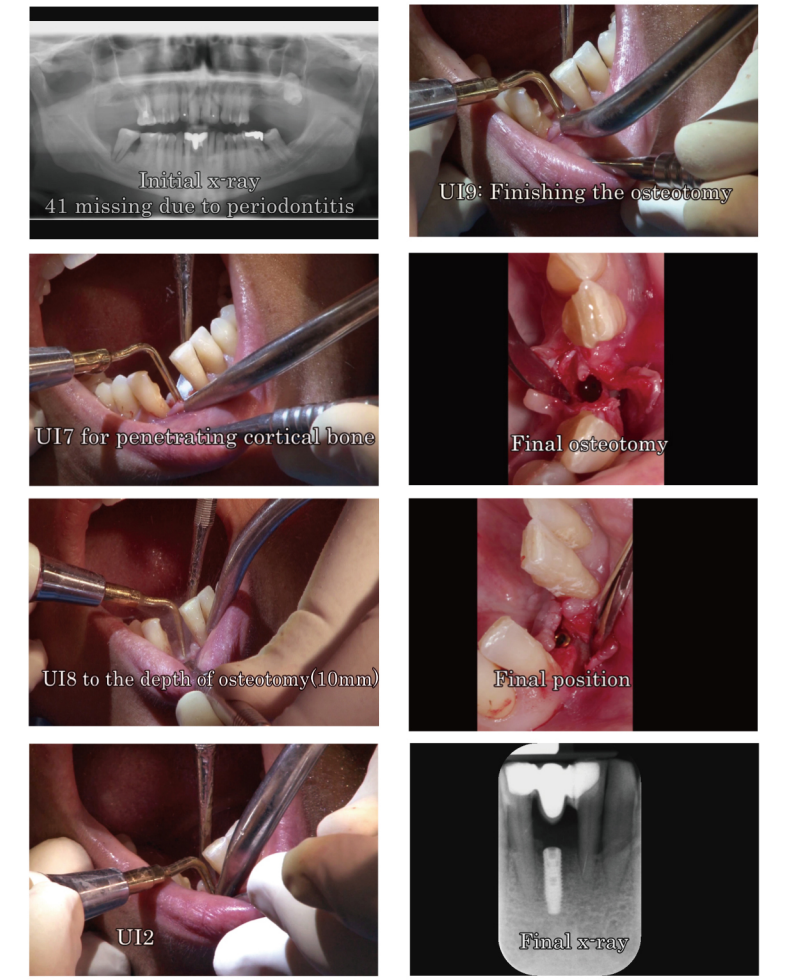 Initial x-ray
41 missing due to periodontitis
UI7 for penetrating cortical bone
UI8 to the depth of osteotomy(10mm)
UI2
UI9: Finishing the osteotomy
Final osteotomy
Final position
Final x-ray